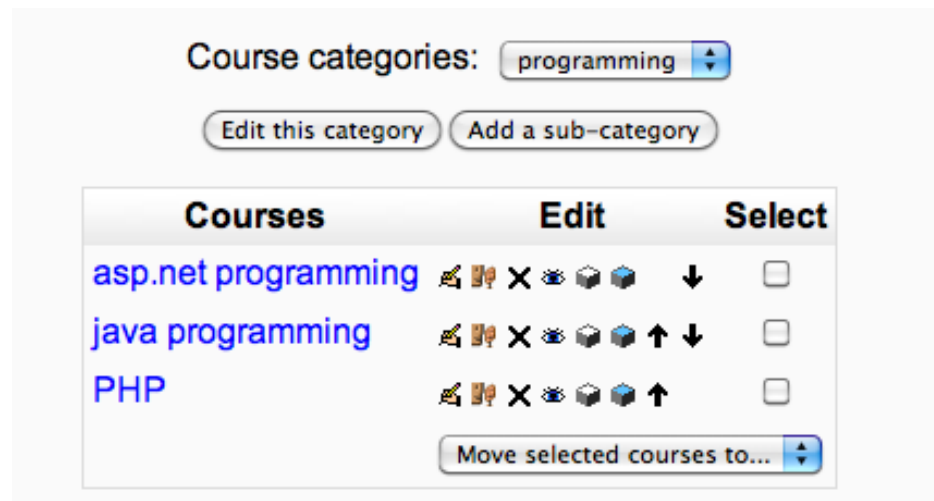 Course categories: programming
Edit this category Add a sub-category
Courses Edit Select
asp.net programming
java programming
PHP
Move selected courses to...